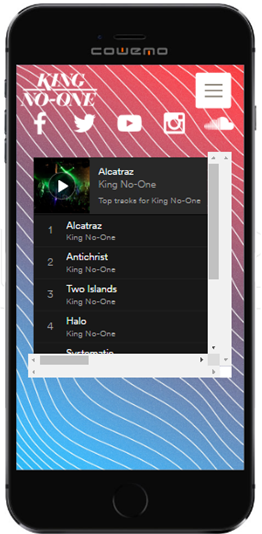 cowemo
KING
NO-ONE
Alcatraz
King No-One
Top tracks for King No-One
1 Alcatraz
King No-One
2 Antichrist
King No-One
3 Two Islands
King No-One
4 Halo
King No-One
Systematic